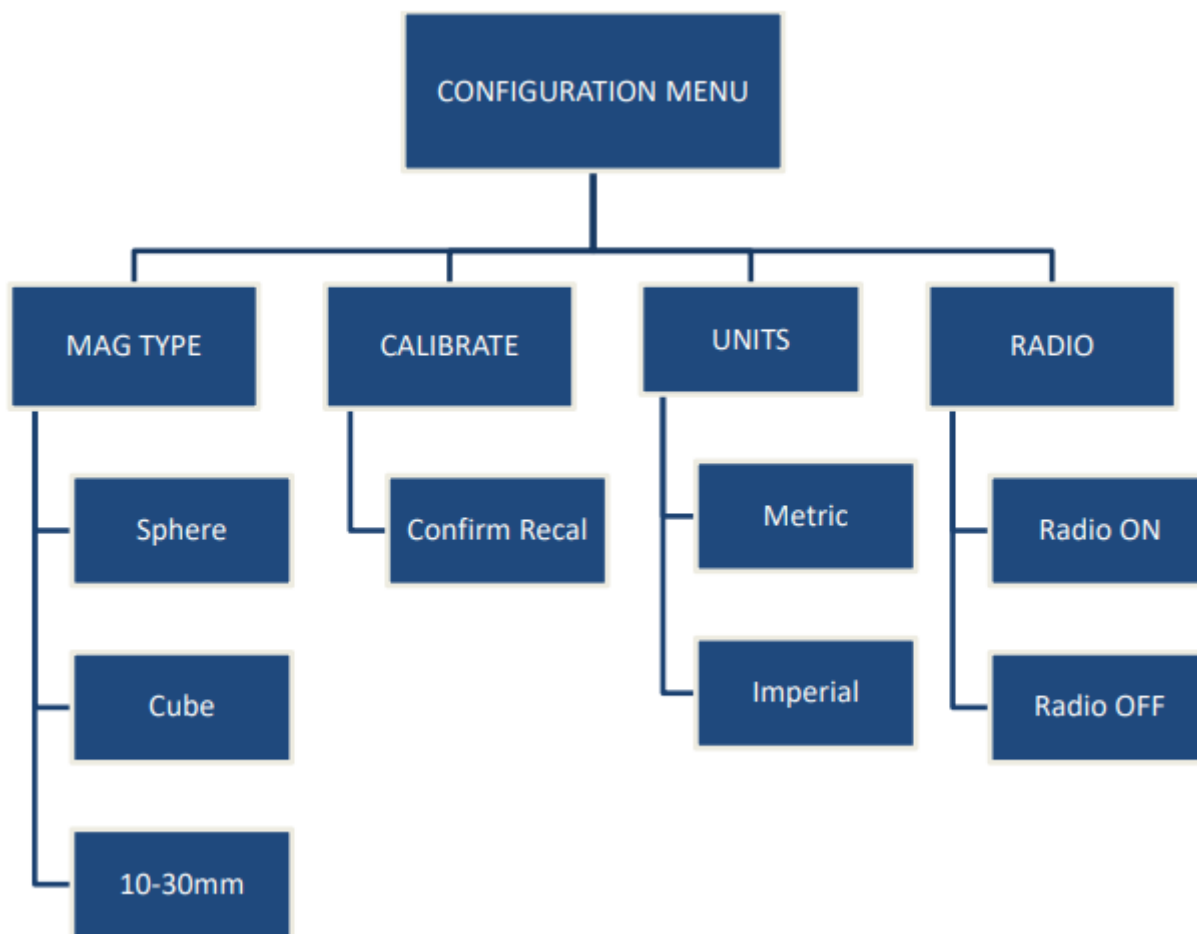 CONFIGURATION MENU
MAG TYPE
CALIBRATE
UNITS
RADIO
Sphere
Confirm Recal
Metric
Radio ON
Cube
Imperial
Radio OFF
10-30mm